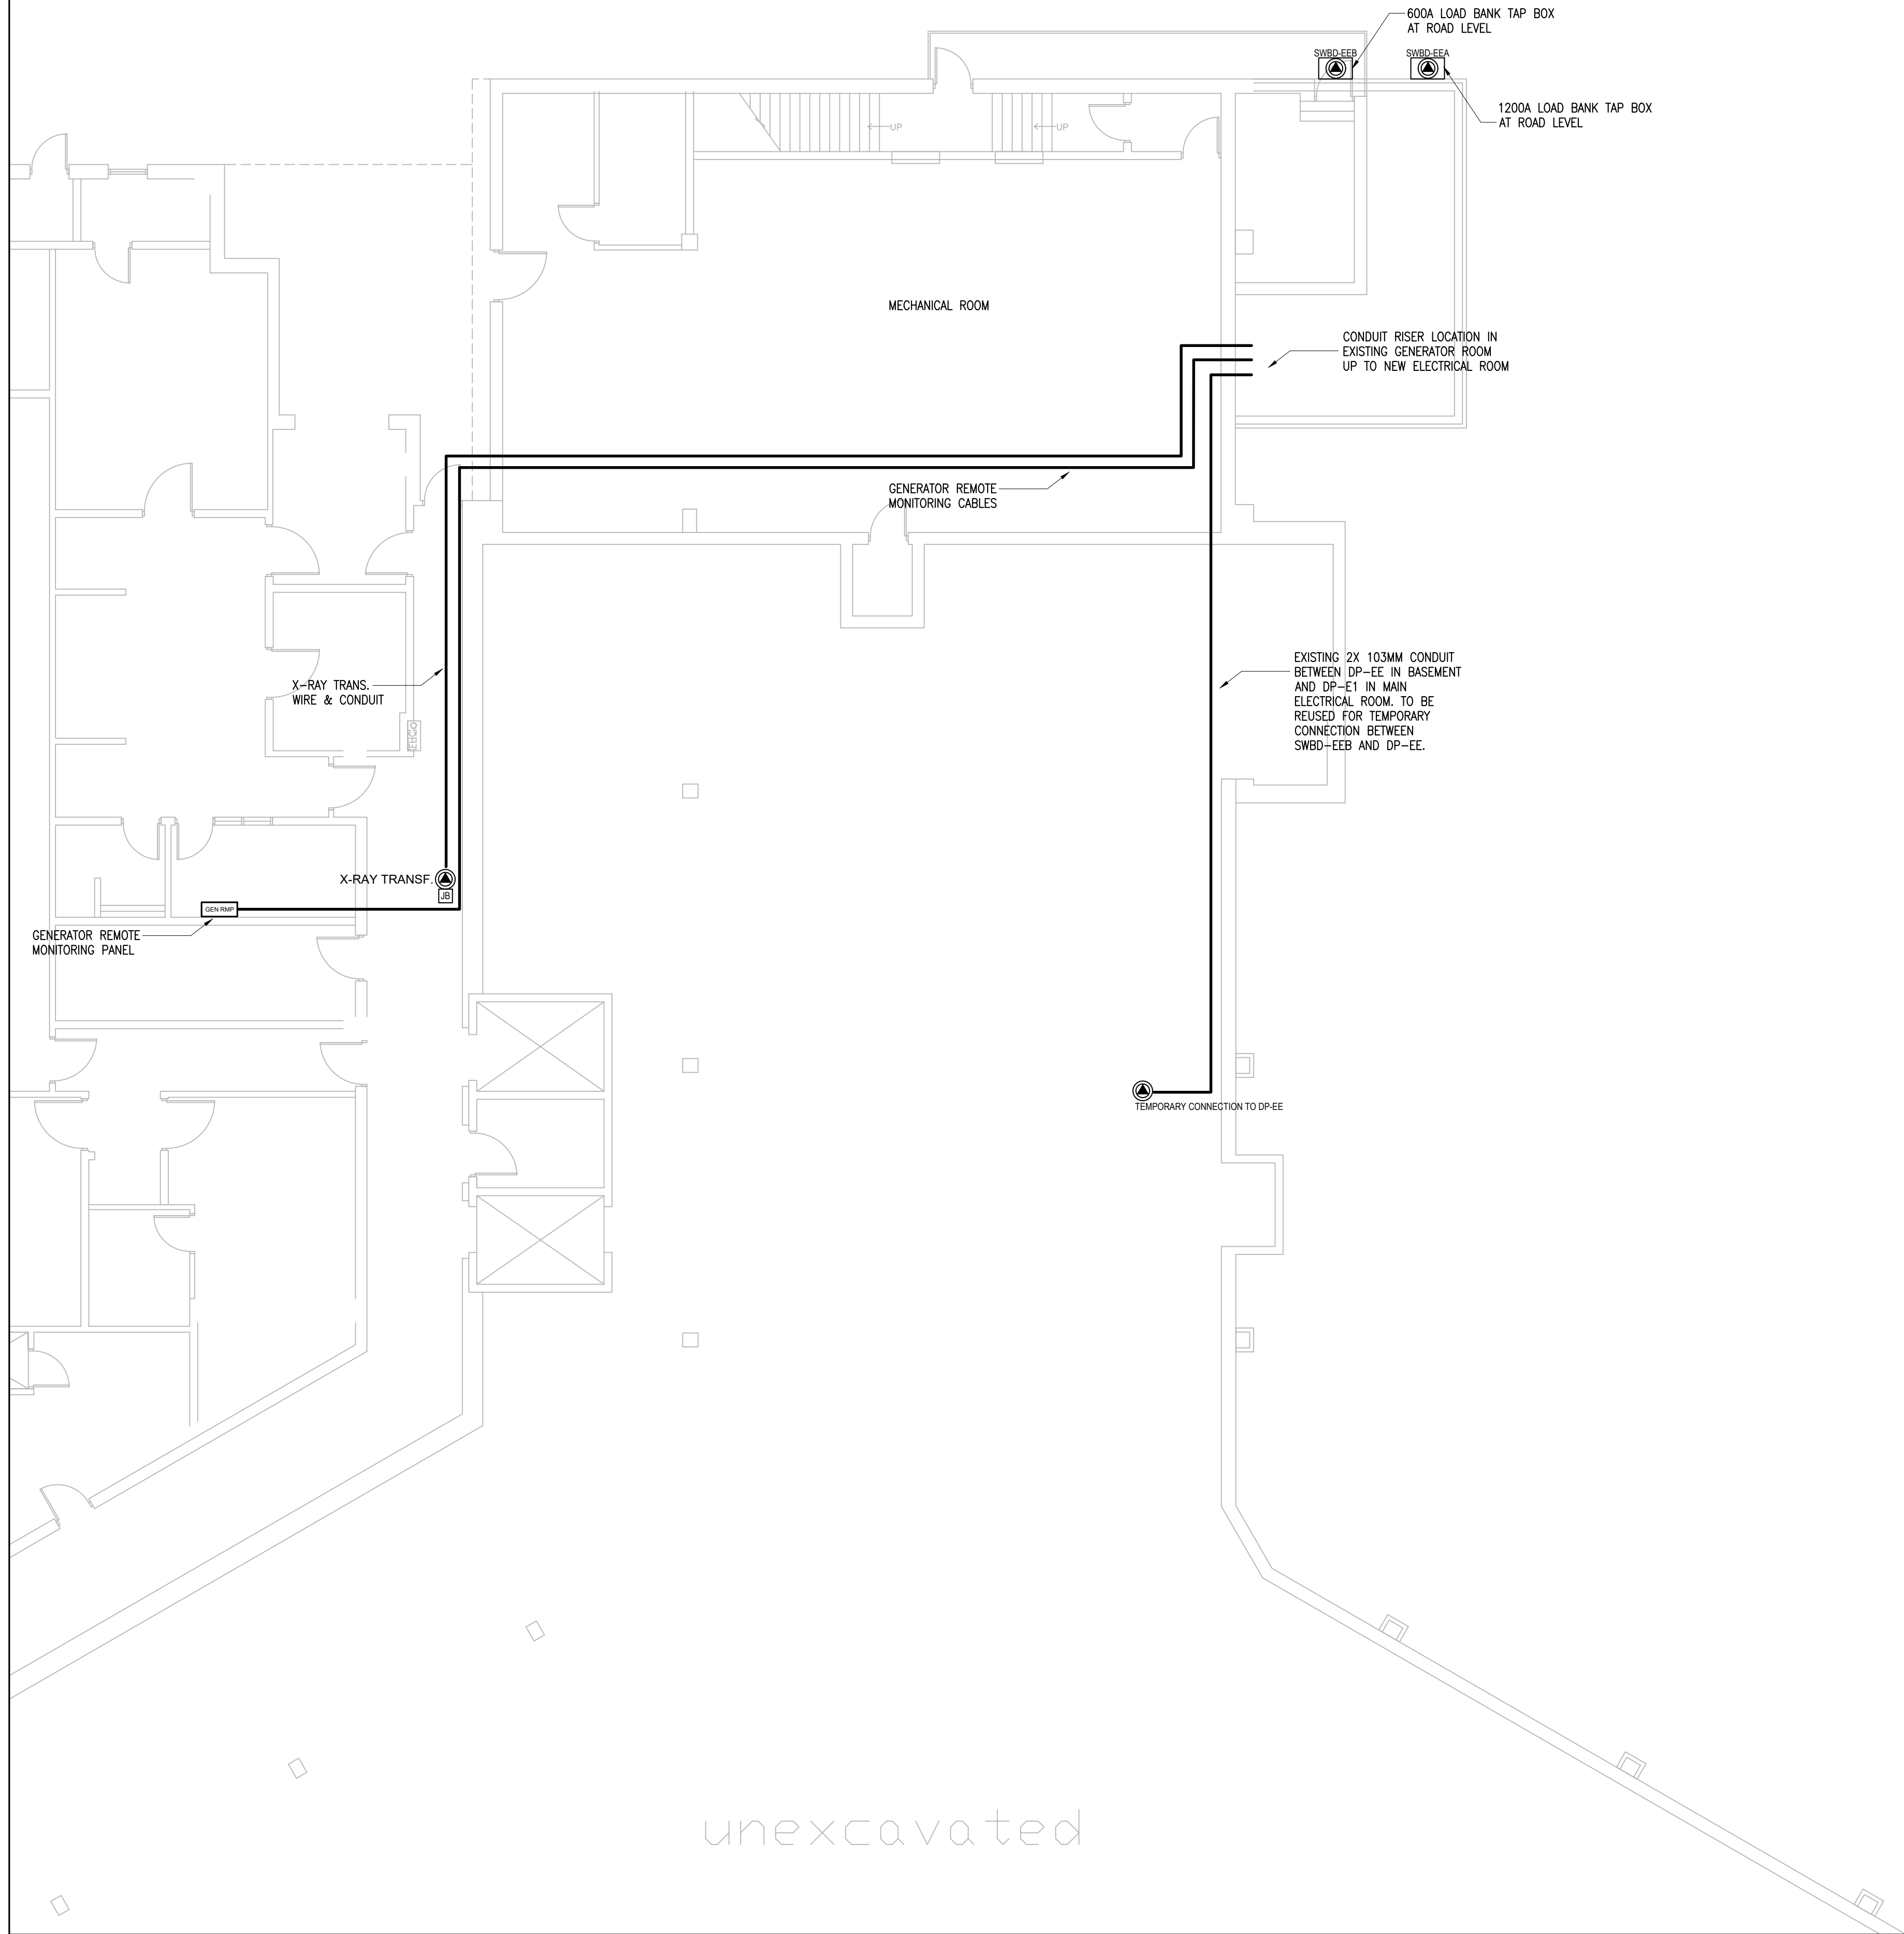 600A LOAD BANK TAP BOX
AT ROAD LEVEL
SWBD-EEB
SWBD-EEA
1200A LOAD BANK TAP BOX
AT ROAD LEVEL
UP
UP
MECHANICAL ROOM
CONDUIT RISER LOCATION IN
EXISTING GENERATOR ROOM
UP TO NEW ELECTRICAL ROOM
GENERATOR REMOTE
MONITORING CABLES
X-RAY TRANS.
WIRE & CONDUIT
EXISTING 2X 103MM CONDUIT
BETWEEN DP-EE IN BASEMENT
AND DP-E1 IN MAIN
ELECTRICAL ROOM. TO BE
REUSED FOR TEMPORARY
CONNECTION BETWEEN
SWBD-EEB AND DP-EE.
X-RAY TRANSF.
JB
GEN RMP
GENERATOR REMOTE
MONITORING PANEL
TEMPORARY CONNECTION TO DP-EE
unexcavated